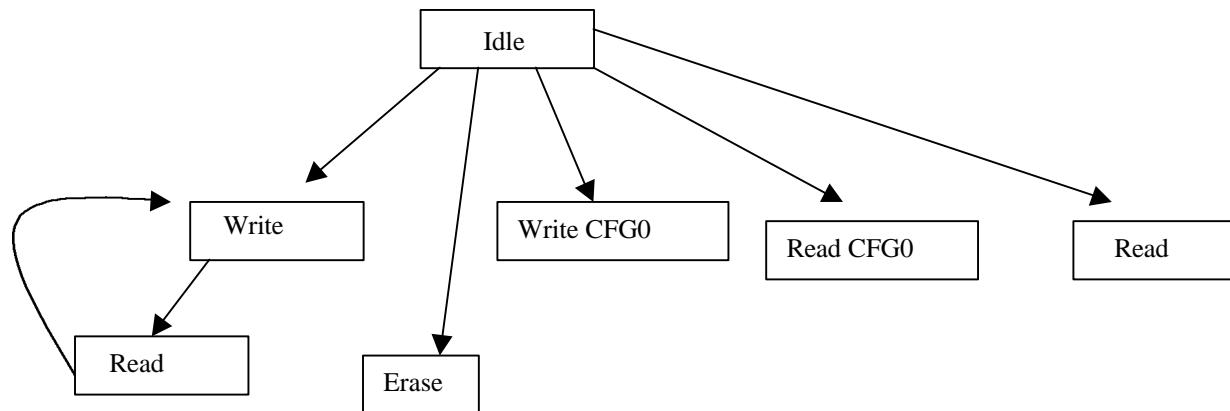 Idle
Write
Write CFG0
Read CFG0
Read
Read
Erase